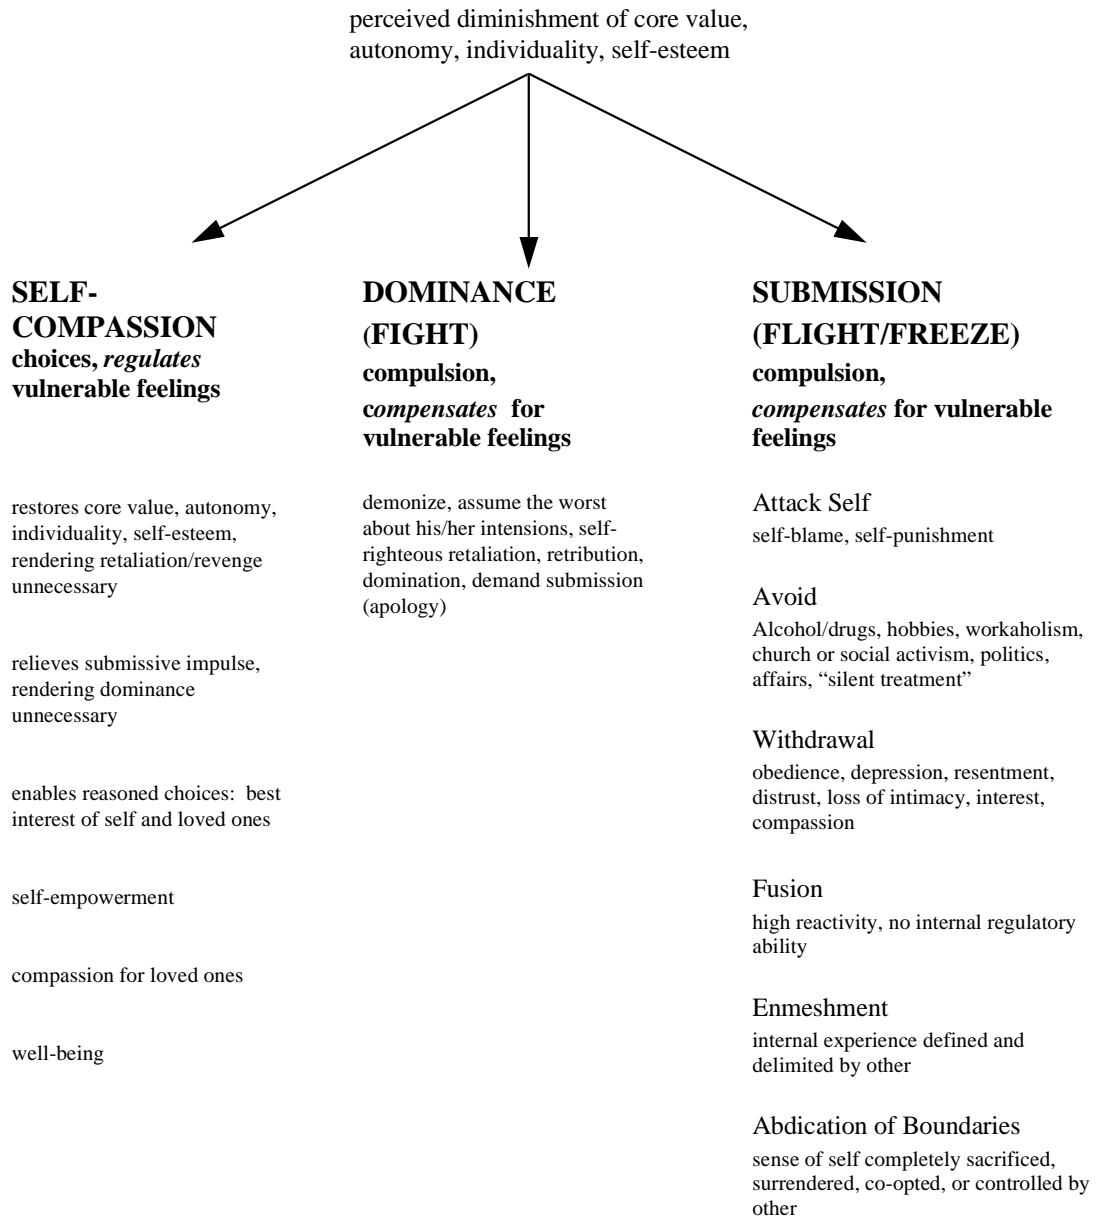 perceived diminishment of core value,
autonomy, individuality, self-esteem
SELF-
COMPASSION
choices, regulates
vulnerable feelings
restores core value, autonomy,
individuality, self-esteem,
rendering retaliation/revenge
unnecessary
relieves submissive impulse,
rendering dominance
unnecessary
enables reasoned choices:  best
interest of self and loved ones
self-empowerment
compassion for loved ones
well-being
DOMINANCE
(FIGHT)
compulsion,
compensates  for
vulnerable feelings
demonize, assume the worst
about his/her intensions, self-
righteous retaliation, retribution,
domination, demand submission
(apology)
SUBMISSION
(FLIGHT/FREEZE)
compulsion,
compensates for vulnerable
feelings
Attack Self
self-blame, self-punishment
Avoid
Alcohol/drugs, hobbies, workaholism,
church or social activism, politics,
affairs, “silent treatment”
Withdrawal
obedience, depression, resentment,
distrust, loss of intimacy, interest,
compassion
Fusion
high reactivity, no internal regulatory
ability
Enmeshment
internal experience defined and
delimited by other
Abdication of Boundaries
sense of self completely sacrificed,
surrendered, co-opted, or controlled by
other